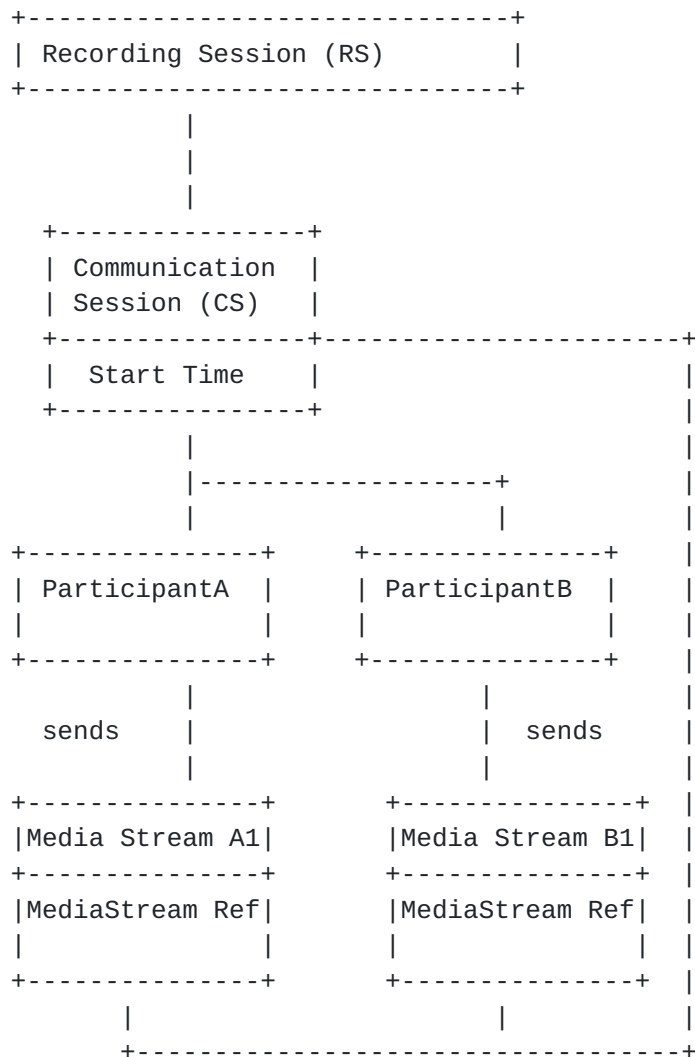 Recording Session (RS)
Communication
Session (CS)
Start Time
ParticipantA ParticipantB
sends sends
Media Stream A1 Media Stream B1
MediaStream Ref MediaStream Ref